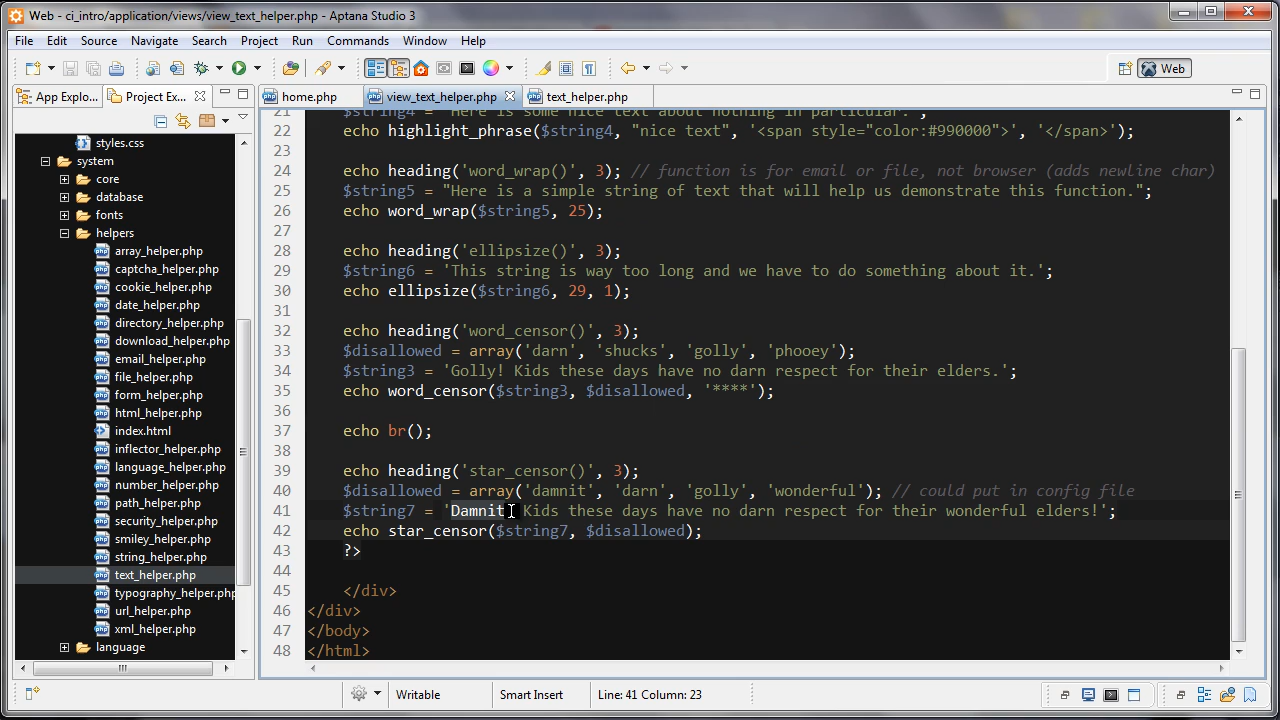 Web - ci_intro/application/views/view_text_helper.php - Aptana Studio 3
File Edit Source Navigate Search Project Run Commands Window Help
Web
App Explo... Project Ex...
home.php view_text_helper.php text_helper.php
styles.css
system
core
database
fonts
helpers
array_helper.php
captcha_helper.php
cookie_helper.php
date_helper.php
directory_helper.php
download_helper.php
email_helper.php
file_helper.php
form_helper.php
html_helper.php
index.html
inflector_helper.php
language_helper.php
number_helper.php
path_helper.php
security_helper.php
smiley_helper.php
string_helper.php
text_helper.php
typography_helper.php
url_helper.php
xml_helper.php
language
21 $string4 = "Here is some nice text about nothing in particular.";
22 echo highlight_phrase($string4, "nice text", '<span style="color:#990000">', '</span>');
23
24 echo heading('word_wrap()', 3); // function is for email or file, not browser (adds newline char)
25 $string5 = "Here is a simple string of text that will help us demonstrate this function.";
26 echo word_wrap($string5, 25);
27
28 echo heading('ellipsize()', 3);
29 $string6 = 'This string is way too long and we have to do something about it.';
30 echo ellipsize($string6, 29, 1);
31
32 echo heading('word_censor()', 3);
33 $disallowed = array('darn', 'shucks', 'golly', 'phooey');
34 $string3 = 'Golly! Kids these days have no darn respect for their elders.';
35 echo word_censor($string3, $disallowed, '****');
36
37 echo br();
38
39 echo heading('star_censor()', 3);
40 $disallowed = array('damnit', 'darn', 'golly', 'wonderful'); // could put in config file
41 $string7 = 'Damnit Kids these days have no darn respect for their wonderful elders!';
42 echo star_censor($string7, $disallowed);
43 ?>
44
45 </div>
46 </div>
47 </body>
48 </html>
Writable Smart Insert Line: 41 Column: 23